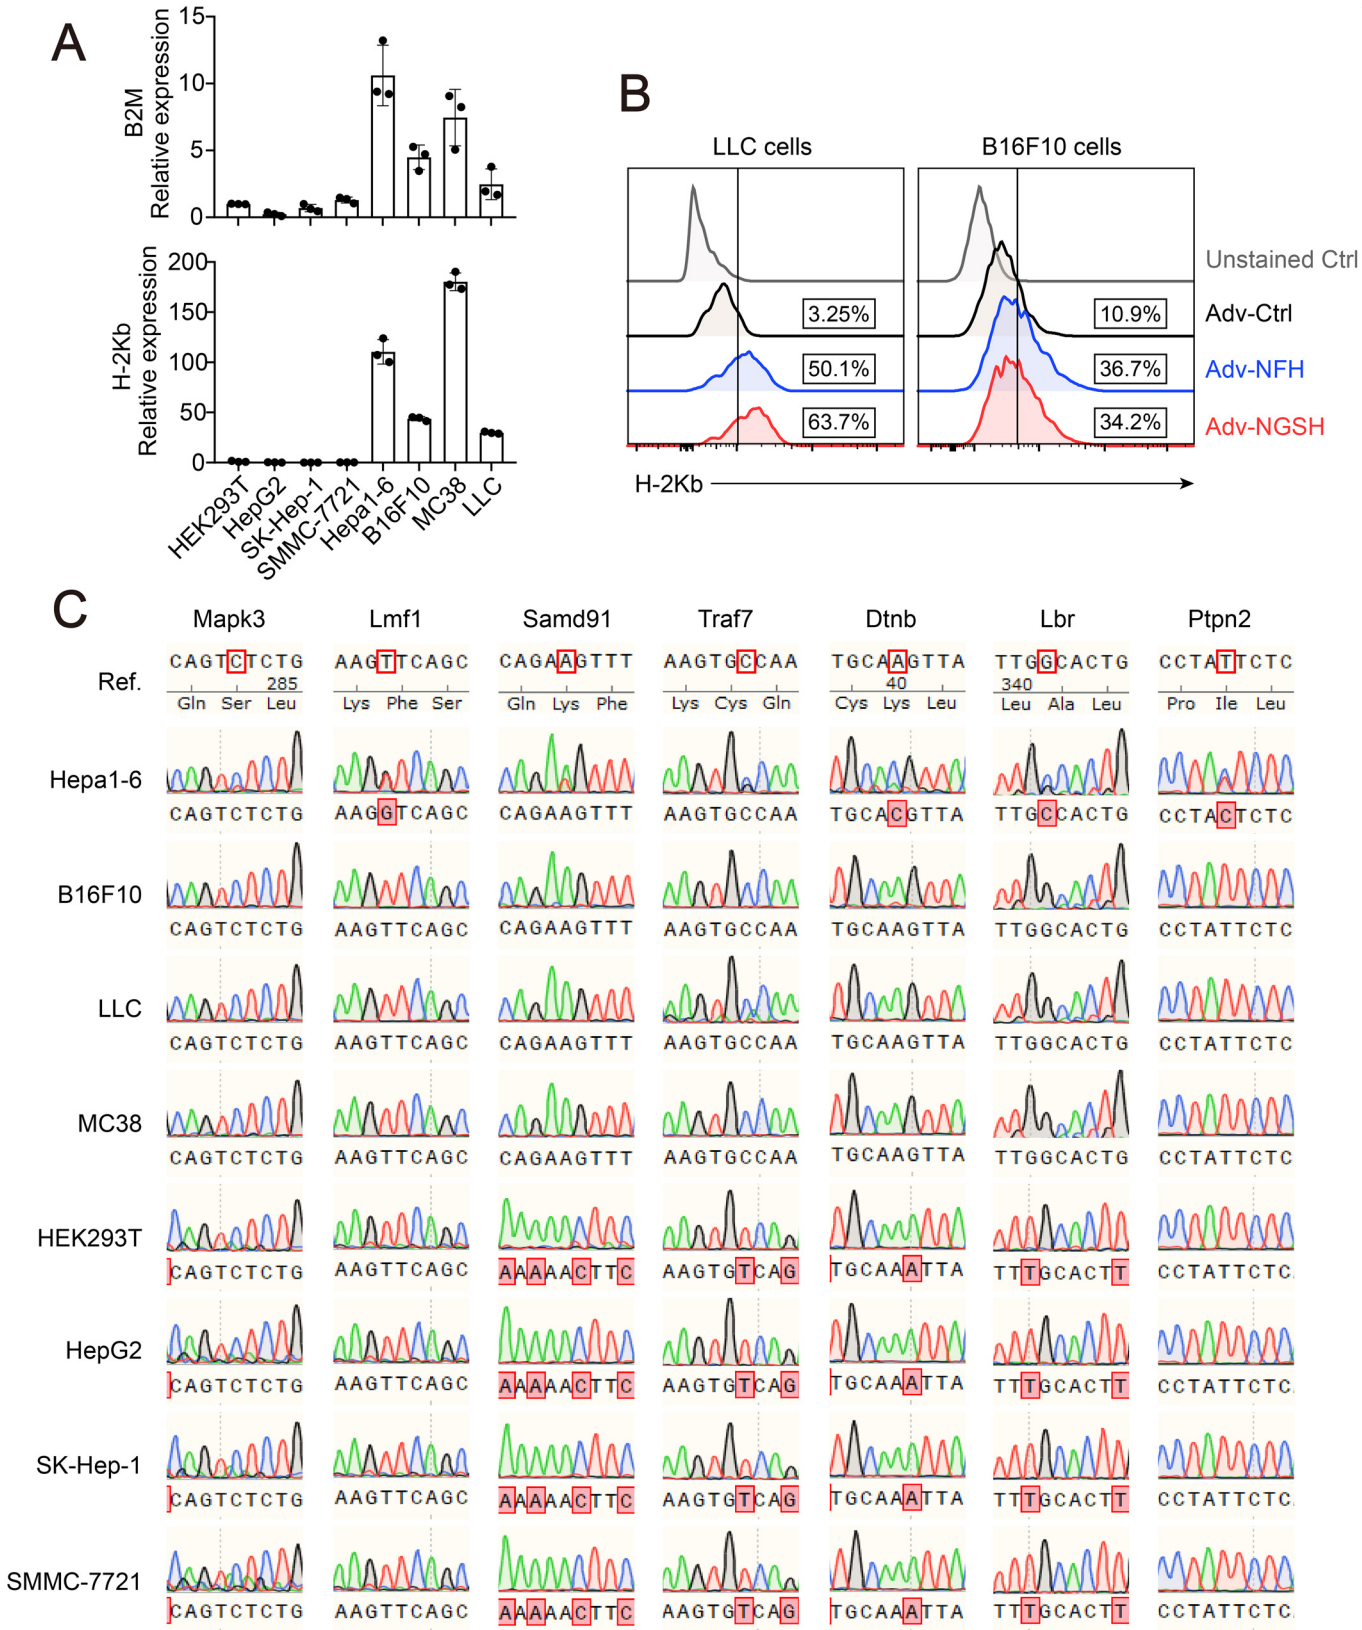 A
B2M
Relative expression
15
10
5
0
H-2Kb
Relative expression
200
150
100
50
0
HEK293T
HepG2
SK-Hep-1
SMMC-7721
Hepa1-6
B16F10
MC38
LLC
B
LLC cells
B16F10 cells
Unstained Ctrl
3.25%
10.9%
Adv-Ctrl
50.1%
36.7%
Adv-NFH
63.7%
34.2%
Adv-NGSH
H-2Kb
C
Mapk3 Lmf1 Samd91 Traf7 Dtnb Lbr Ptpn2
Ref.
CAGTCTCTG AAGTTCAGC CAGAAGTTT AAGTGCCAA TGCAAGTTA TTGGCACTG CCTATTCTC
285 40 340
Gln Ser Leu Lys Phe Ser Gln Lys Phe Lys Cys Gln Cys Lys Leu Leu Ala Leu Pro Ile Leu
Hepa1-6
CAGTCTCTG AAGGTCAGC CAGAAGTTT AAGTGCCAA TGCACGTTA TTGCCACTG CCTACTCTC
B16F10
CAGTCTCTG AAGTTCAGC CAGAAGTTT AAGTGCCAA TGCAAGTTA TTGGCACTG CCTATTCTC
LLC
CAGTCTCTG AAGTTCAGC CAGAAGTTT AAGTGCCAA TGCAAGTTA TTGGCACTG CCTATTCTC
MC38
CAGTCTCTG AAGTTCAGC CAGAAGTTT AAGTGCCAA TGCAAGTTA TTGGCACTG CCTATTCTC
HEK293T
CAGTCTCTG AAGTTCAGC AAAAACTTC AAGTGTCAG TGCAAATTA TTTGCACTT CCTATTCTC
HepG2
CAGTCTCTG AAGTTCAGC AAAAACTTC AAGTGTCAG TGCAAATTA TTTGCACTT CCTATTCTC
SK-Hep-1
CAGTCTCTG AAGTTCAGC AAAAACTTC AAGTGTCAG TGCAAATTA TTTGCACTT CCTATTCTC
SMMC-7721
CAGTCTCTG AAGTTCAGC AAAAACTTC AAGTGTCAG TGCAAATTA TTTGCACTT CCTATTCTC